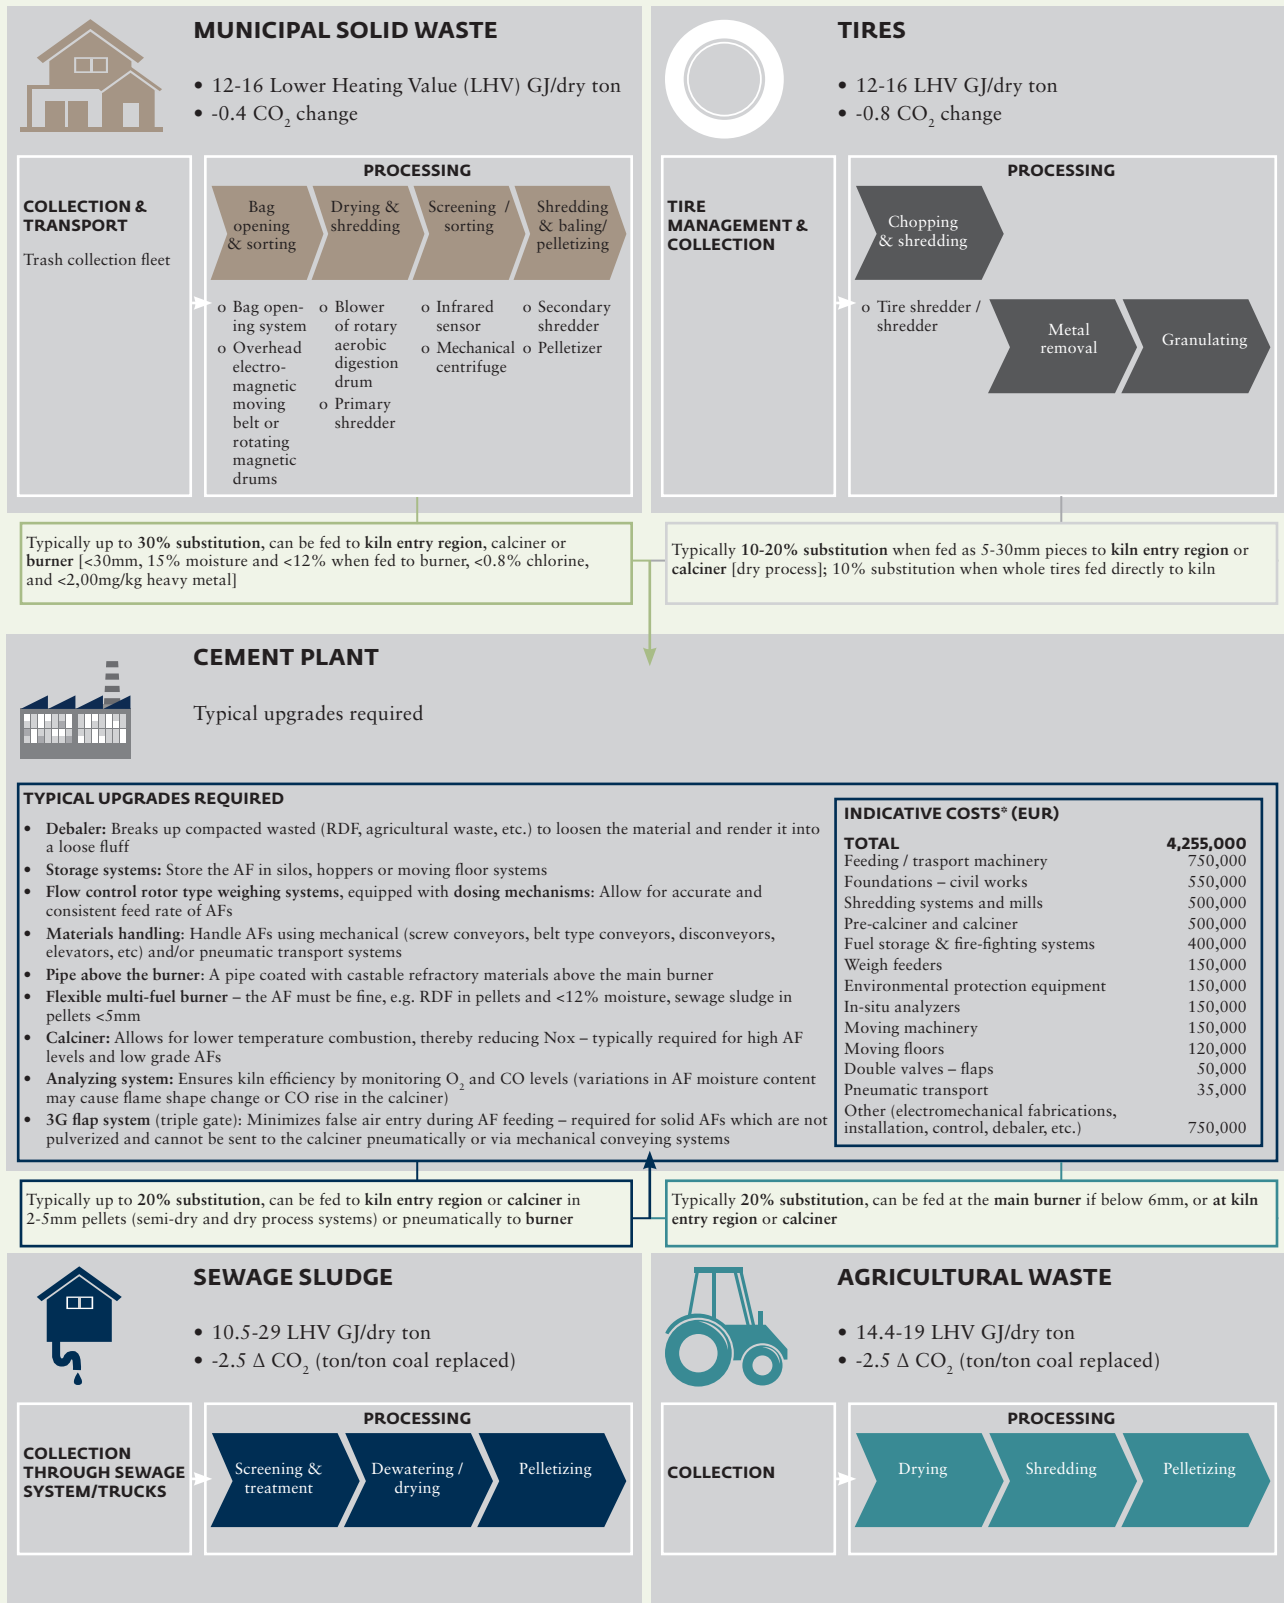 MUNICIPAL SOLID WASTE
• 12-16 Lower Heating Value (LHV) GJ/dry ton
• -0.4 CO2 change
COLLECTION &
TRANSPORT
Trash collection fleet
PROCESSING
Bag
opening
& sorting
Drying &
shredding
Screening /
sorting
Shredding
& baling/
pelletizing
o Bag open-
ing system
o Overhead
electro-
magnetic
moving
belt or
rotating
magnetic
drums
o Blower
of rotary
aerobic
digestion
drum
o Primary
shredder
o Infrared
sensor
o Mechanical
centrifuge
o Secondary
shredder
o Pelletizer
TIRES
• 12-16 LHV GJ/dry ton
• -0.8 CO2 change
TIRE
MANAGEMENT &
COLLECTION
PROCESSING
Chopping
& shredding
o Tire shredder /
shredder
Metal
removal
Granulating
Typically up to 30% substitution, can be fed to kiln entry region, calciner or
burner [<30mm, 15% moisture and <12% when fed to burner, <0.8% chlorine,
and <2,00mg/kg heavy metal]
Typically 10-20% substitution when fed as 5-30mm pieces to kiln entry region or
calciner [dry process]; 10% substitution when whole tires fed directly to kiln
CEMENT PLANT
Typical upgrades required
TYPICAL UPGRADES REQUIRED
• Debaler: Breaks up compacted wasted (RDF, agricultural waste, etc.) to loosen the material and render it into
a loose fluff
• Storage systems: Store the AF in silos, hoppers or moving floor systems
• Flow control rotor type weighing systems, equipped with dosing mechanisms: Allow for accurate and
consistent feed rate of AFs
• Materials handling: Handle AFs using mechanical (screw conveyors, belt type conveyors, disconveyors,
elevators, etc) and/or pneumatic transport systems
• Pipe above the burner: A pipe coated with castable refractory materials above the main burner
• Flexible multi-fuel burner – the AF must be fine, e.g. RDF in pellets and <12% moisture, sewage sludge in
pellets <5mm
• Calciner: Allows for lower temperature combustion, thereby reducing Nox – typically required for high AF
levels and low grade AFs
• Analyzing system: Ensures kiln efficiency by monitoring O2 and CO levels (variations in AF moisture content
may cause flame shape change or CO rise in the calciner)
• 3G flap system (triple gate): Minimizes false air entry during AF feeding – required for solid AFs which are not
pulverized and cannot be sent to the calciner pneumatically or via mechanical conveying systems
INDICATIVE COSTS* (EUR)
TOTAL 4,255,000
Feeding / trasport machinery 750,000
Foundations – civil works 550,000
Shredding systems and mills 500,000
Pre-calciner and calciner 500,000
Fuel storage & fire-fighting systems 400,000
Weigh feeders 150,000
Environmental protection equipment 150,000
In-situ analyzers 150,000
Moving machinery 150,000
Moving floors 120,000
Double valves – flaps 50,000
Pneumatic transport 35,000
Other (electromechanical fabrications,
installation, control, debaler, etc.) 750,000
Typically up to 20% substitution, can be fed to kiln entry region or calciner in
2-5mm pellets (semi-dry and dry process systems) or pneumatically to burner
Typically 20% substitution, can be fed at the main burner if below 6mm, or at kiln
entry region or calciner
SEWAGE SLUDGE
• 10.5-29 LHV GJ/dry ton
• -2.5 Δ CO2 (ton/ton coal replaced)
COLLECTION
THROUGH SEWAGE
SYSTEM/TRUCKS
PROCESSING
Screening &
treatment
Dewatering /
drying
Pelletizing
AGRICULTURAL WASTE
• 14.4-19 LHV GJ/dry ton
• -2.5 Δ CO2 (ton/ton coal replaced)
COLLECTION
PROCESSING
Drying
Shredding
Pelletizing